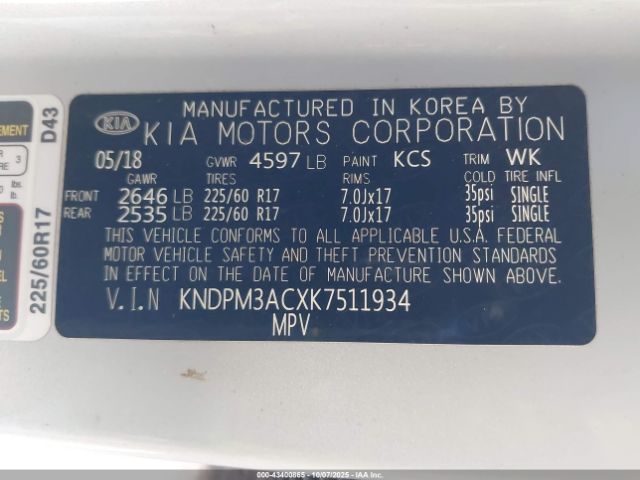 MANUFACTURED IN KOREA BY
KIA KIA MOTORS CORPORATION
05/18 GVWR 4597 LB PAINT KCS TRIM WK
GAWR TIRES RIMS COLD TIRE INFL
FRONT 2646 LB 225/60 R17 7.0Jx17 35psi SINGLE
REAR 2535 LB 225/60 R17 7.0Jx17 35psi SINGLE
THIS VEHICLE CONFORMS TO ALL APPLICABLE U.S.A. FEDERAL
MOTOR VEHICLE SAFETY AND THEFT PREVENTION STANDARDS
IN EFFECT ON THE DATE OF MANUFACTURE SHOWN ABOVE.
V.I.N KNDPM3ACXK7511934
MPV
D43
225/60R17
3
lbs.
000-43400865 - 10/07/2025 - IAAI.COM